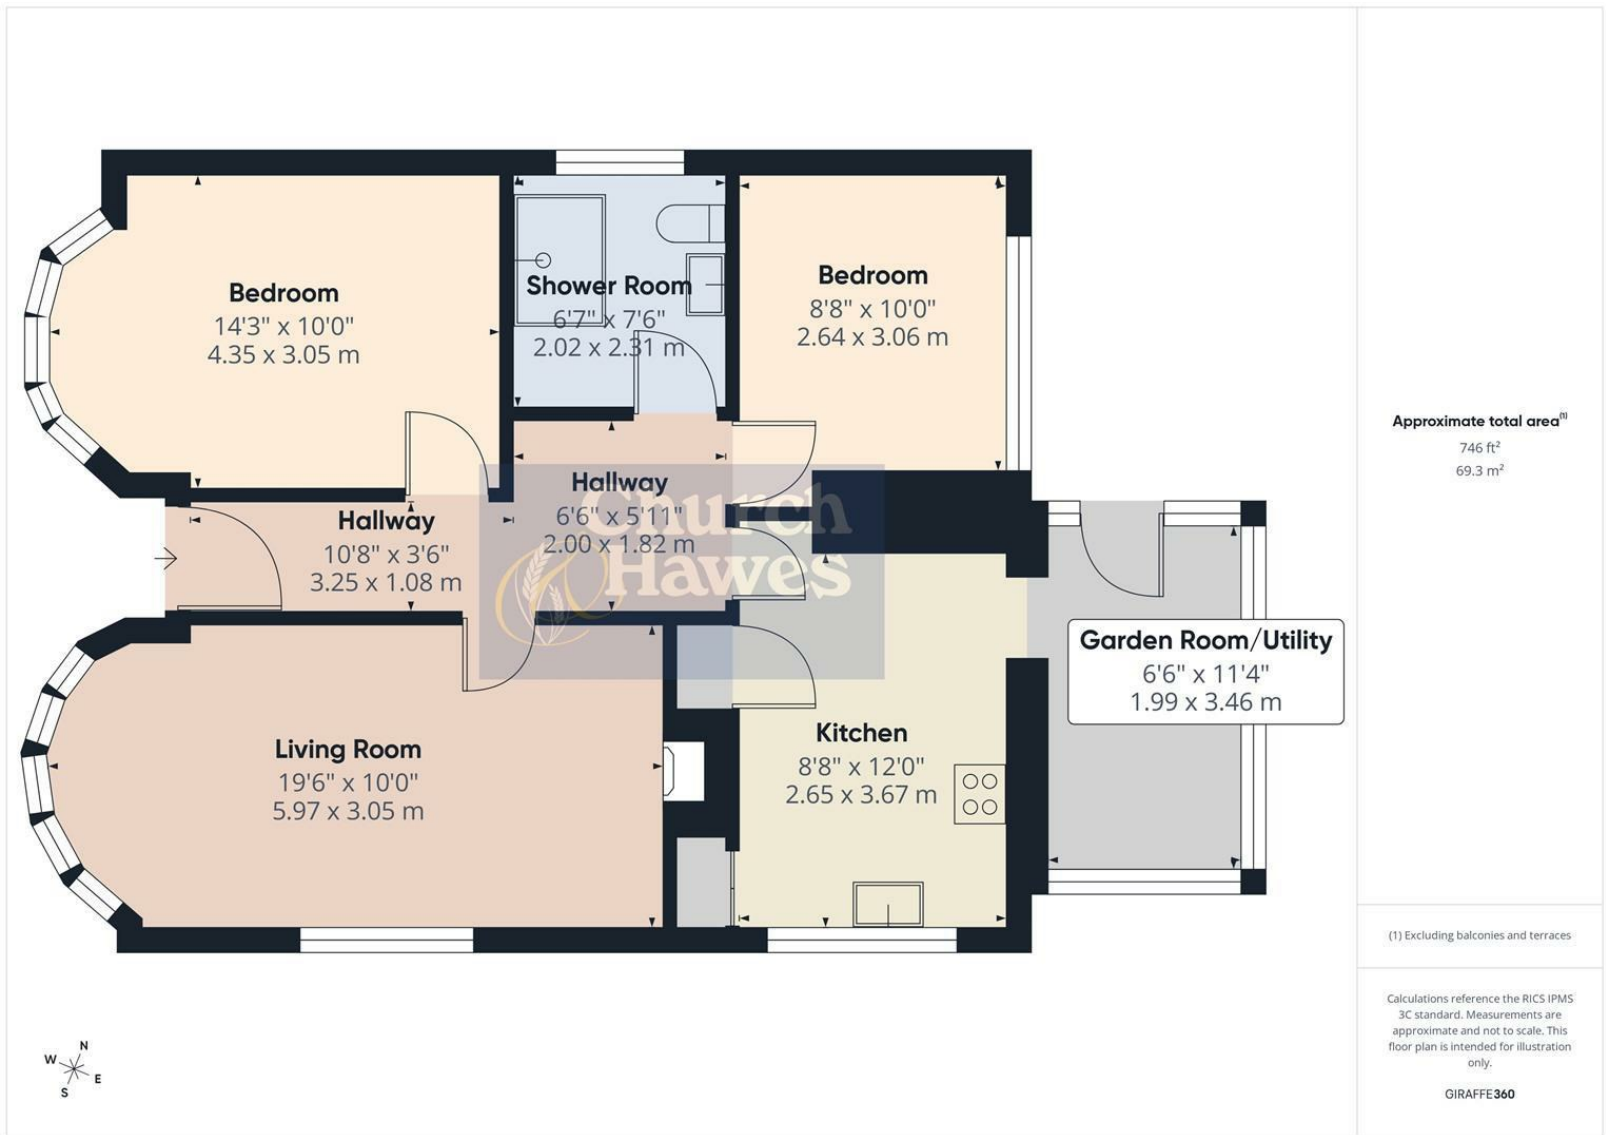 Bedroom
14'3" x 10'0"
4.35 x 3.05 m
Shower Room
6'7" x 7'6"
2.02 x 2.31 m
Bedroom
8'8" x 10'0"
2.64 x 3.06 m
Hallway
6'6" x 5'11"
2.00 x 1.82 m
Hallway
10'8" x 3'6"
3.25 x 1.08 m
Church
Hawes
Garden Room/Utility
6'6" x 11'4"
1.99 x 3.46 m
Living Room
19'6" x 10'0"
5.97 x 3.05 m
Kitchen
8'8" x 12'0"
2.65 x 3.67 m
N
W
E
S
Approximate total area⁽¹⁾
746 ft²
69.3 m²
(1) Excluding balconies and terraces
Calculations reference the RICS IPMS
3C standard. Measurements are
approximate and not to scale. This
floor plan is intended for illustration
only.
GIRAFFE360